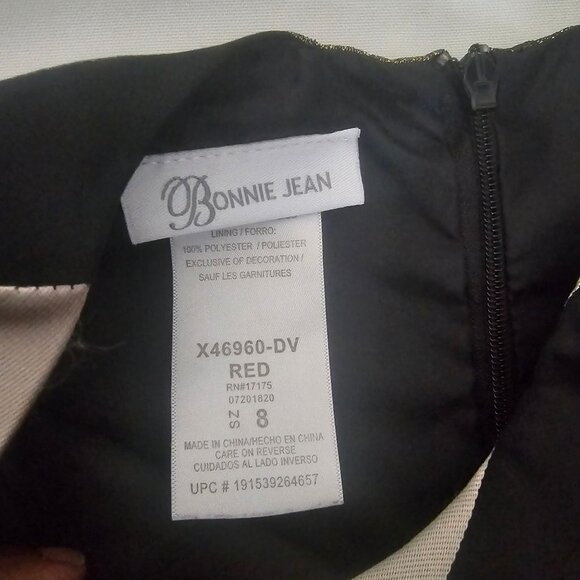 BONNIE JEAN
LINING / FORRO:
100% POLYESTER / POLIESTER
EXCLUSIVE OF DECORATION /
SAUF LES GARNITURES
X46960-DV
RED
RN#17175
07201820
SZ 8
MADE IN CHINA/HECHO EN CHINA
CARE ON REVERSE
CUIDADOS AL LADO INVERSO
UPC # 191539264657